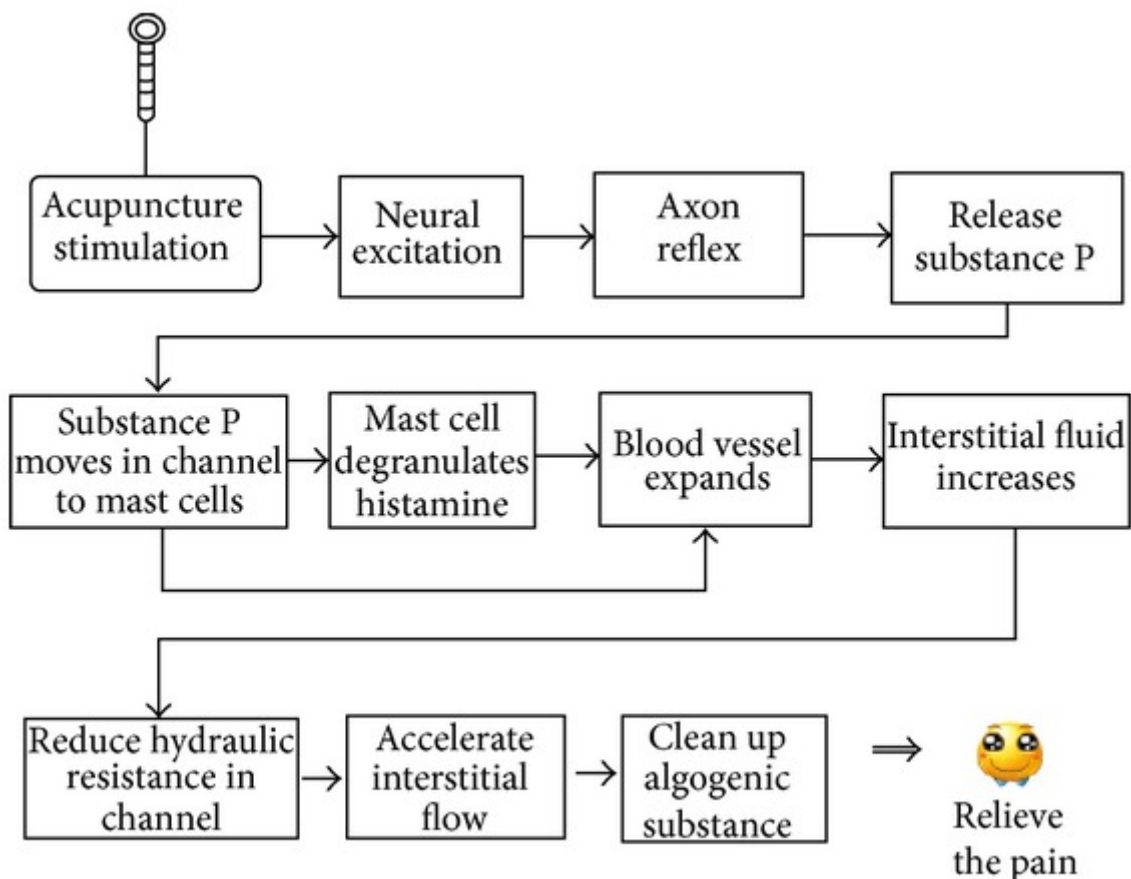 Acupuncture
stimulation
Neural
excitation
Axon
reflex
Release
substance P
Substance P
moves in channel
to mast cells
Mast cell
degranulates
histamine
Blood vessel
expands
Interstitial fluid
increases
Reduce hydraulic
resistance in
channel
Accelerate
interstitial
flow
Clean up
algogenic
substance
Relieve
the pain